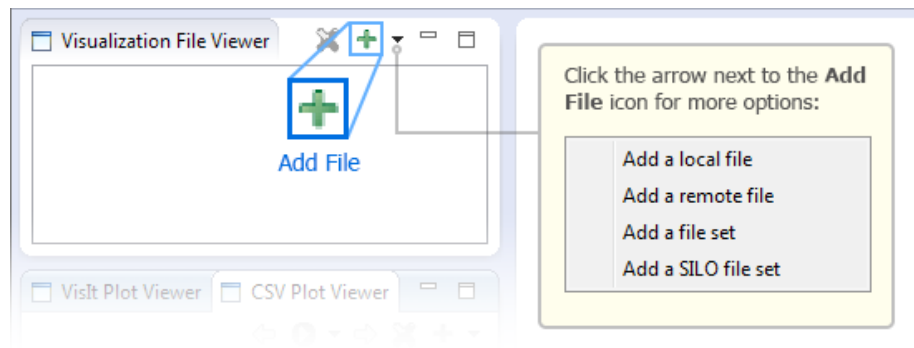 Visualization File Viewer
Add File
Click the arrow next to the Add
File icon for more options:
Add a local file
Add a remote file
Add a file set
Add a SILO file set
VisIt Plot Viewer
CSV Plot Viewer